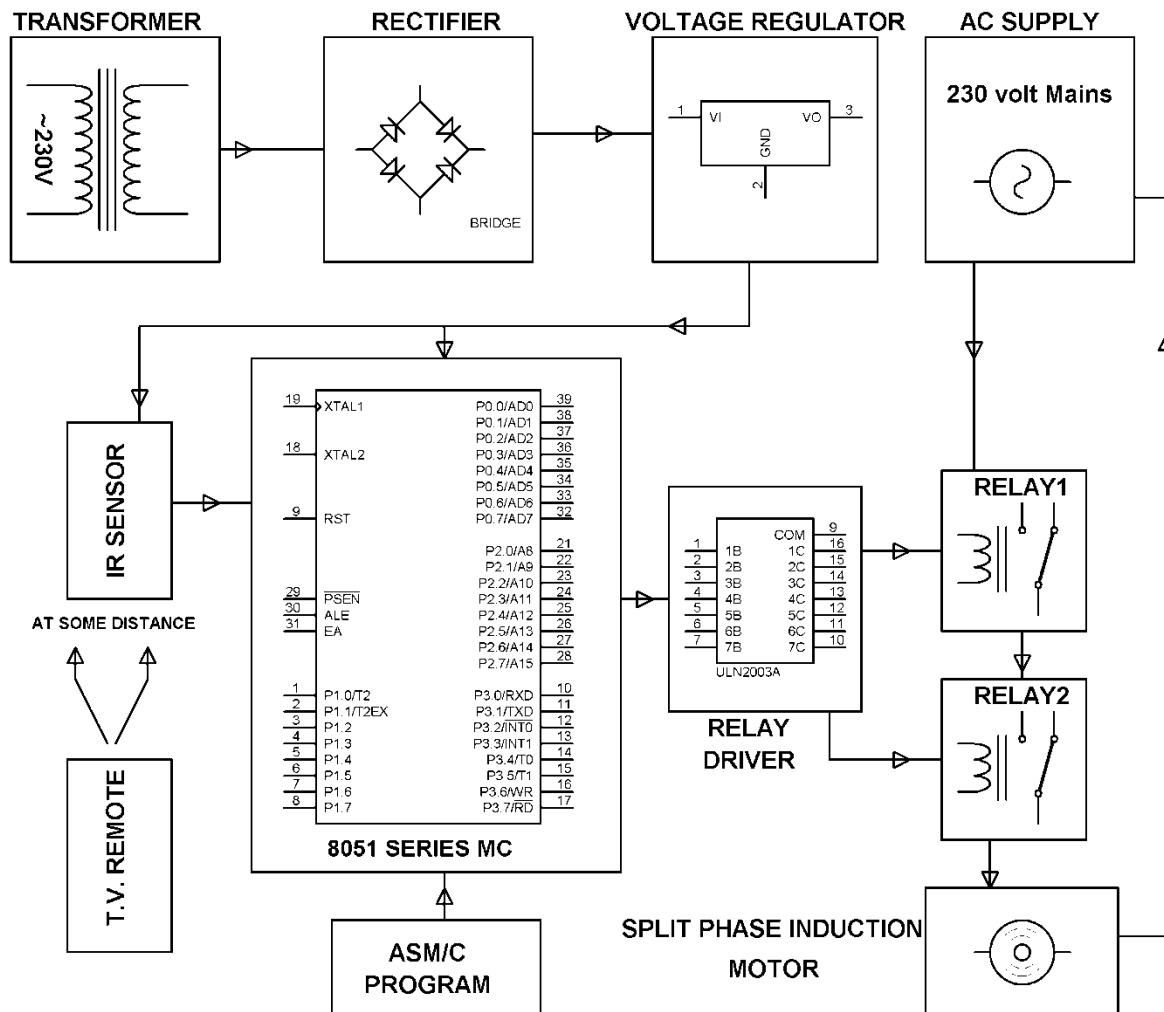 TRANSFORMER
RECTIFIER
VOLTAGE REGULATOR
AC SUPPLY
~230V
BRIDGE
1
VI
VO
3
GND
2
230 volt Mains
IR SENSOR
AT SOME DISTANCE
T.V. REMOTE
19 XTAL1
18 XTAL2
9 RST
29 PSEN
30 ALE
31 EA
1 P1.0/T2
2 P1.1/T2EX
3 P1.2
4 P1.3
5 P1.4
6 P1.5
7 P1.6
8 P1.7
P0.0/AD0 39
P0.1/AD1 38
P0.2/AD2 37
P0.3/AD3 36
P0.4/AD4 35
P0.5/AD5 34
P0.6/AD6 33
P0.7/AD7 32
P2.0/A8 21
P2.1/A9 22
P2.2/A10 23
P2.3/A11 24
P2.4/A12 25
P2.5/A13 26
P2.6/A14 27
P2.7/A15 28
P3.0/RXD 10
P3.1/TXD 11
P3.2/INT0 12
P3.3/INT1 13
P3.4/T0 14
P3.5/T1 15
P3.6/WR 16
P3.7/RD 17
8051 SERIES MC
ASM/C
PROGRAM
COM 9
1 1B 1C 16
2 2B 2C 15
3 3B 3C 14
4 4B 4C 13
5 5B 5C 12
6 6B 6C 11
7 7B 7C 10
ULN2003A
RELAY
DRIVER
RELAY1
RELAY2
SPLIT PHASE INDUCTION
MOTOR